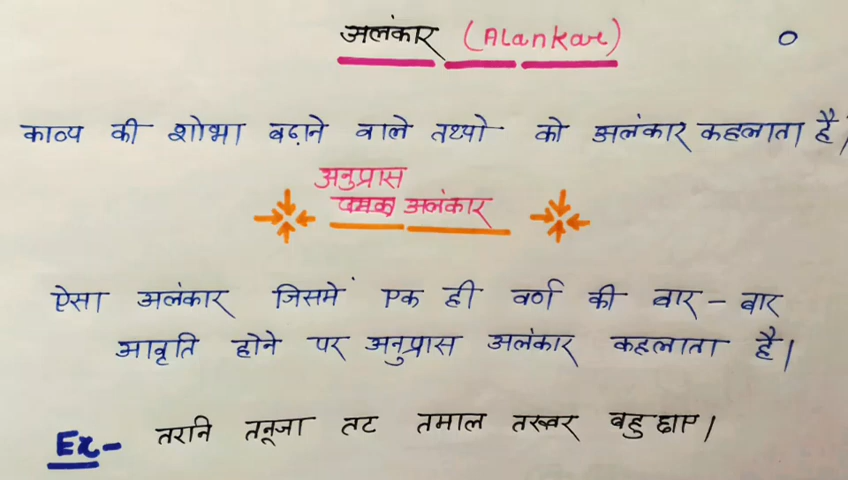 अलंकार (Alankar)
काव्य की शोभा बढ़ाने वाले तथ्यो को अलंकार कहलाता है।
अनुप्रास
यमक अलंकार
ऐसा अलंकार जिसमें एक ही वर्ण की बार - बार
आवृति होने पर अनुप्रास अलंकार कहलाता है।
Ex- तरनि तनूजा तट तमाल तरुवर बहु छाए।